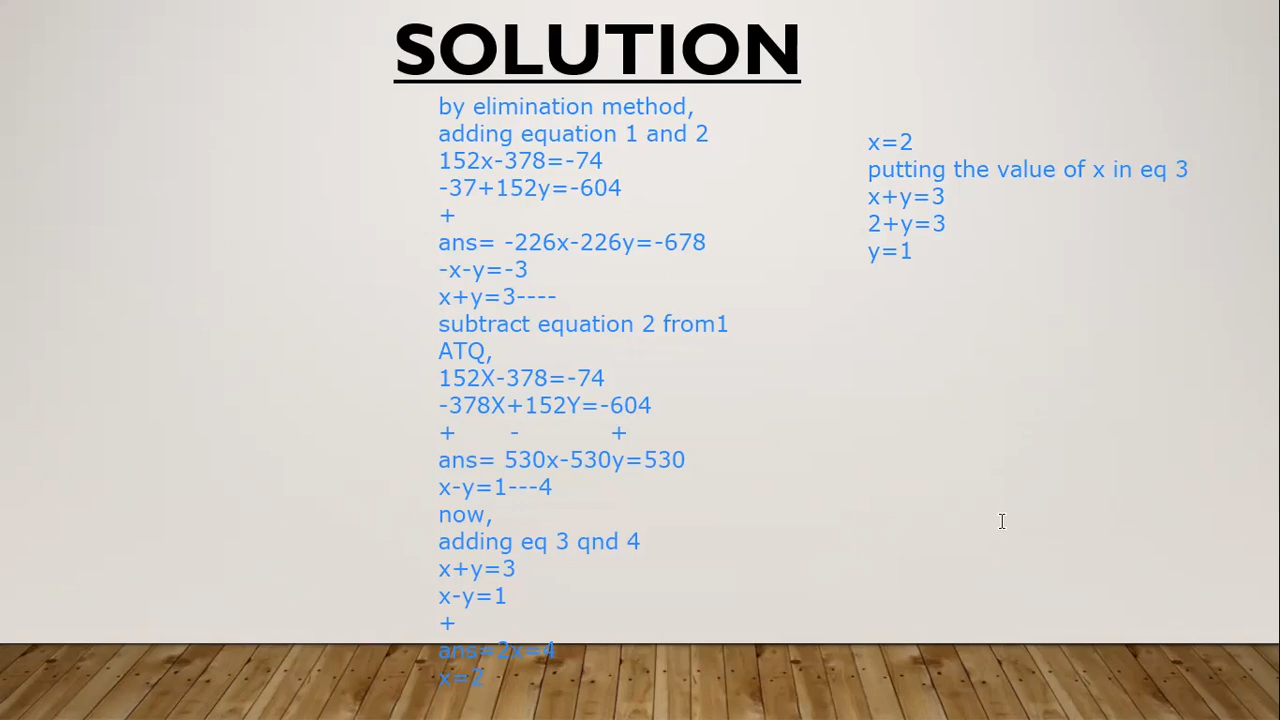 SOLUTION
by elimination method,
adding equation 1 and 2
152x-378=-74
-37+152y=-604
+
ans= -226x-226y=-678
-x-y=-3
x+y=3----
subtract equation 2 from1
ATQ,
152X-378=-74
-378X+152Y=-604
+ - +
ans= 530x-530y=530
x-y=1---4
now,
adding eq 3 qnd 4
x+y=3
x-y=1
+
ans=2x=4
x=2
x=2
putting the value of x in eq 3
x+y=3
2+y=3
y=1